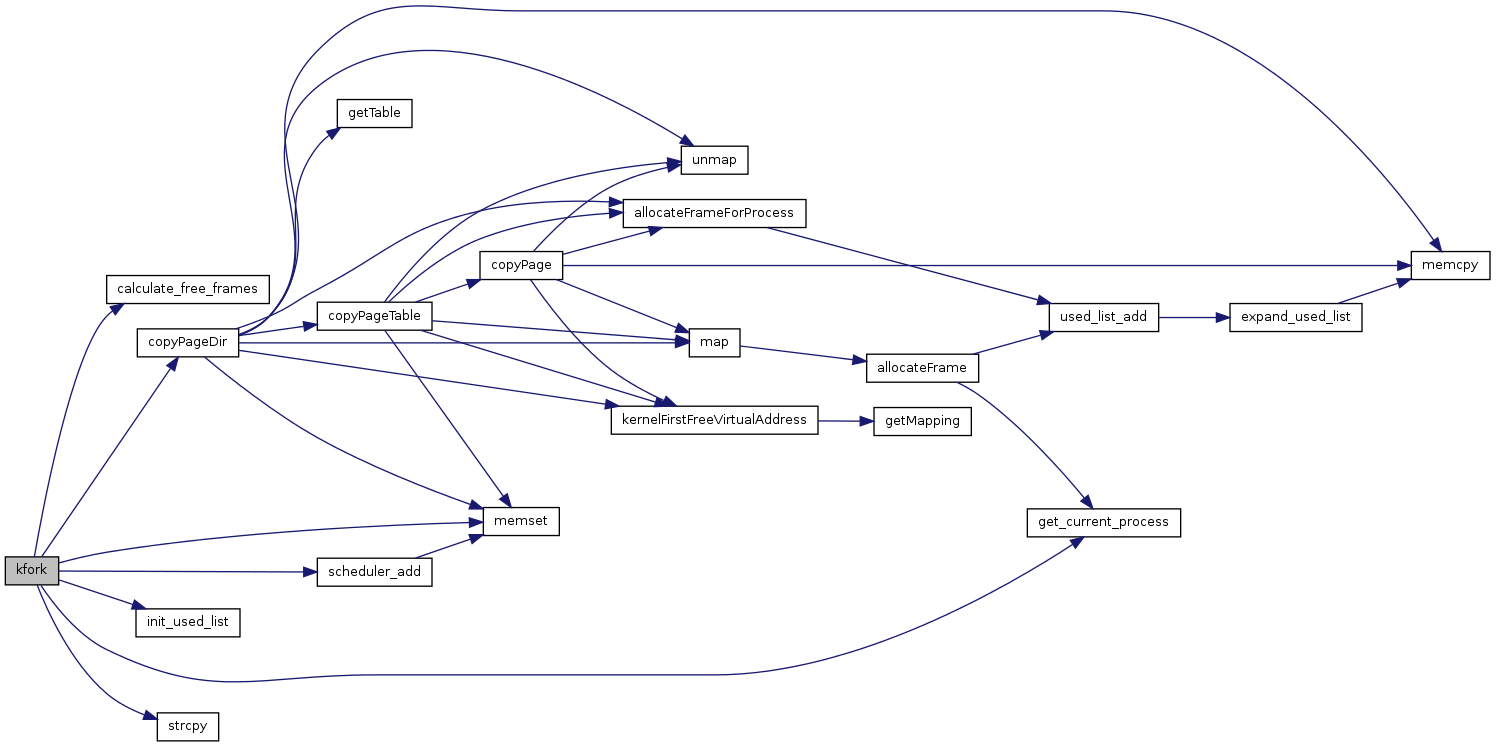 getTable
unmap
allocateFrameForProcess
copyPage
memcpy
calculate_free_frames
copyPageTable
used_list_add
expand_used_list
copyPageDir
map
allocateFrame
kernelFirstFreeVirtualAddress
getMapping
memset
get_current_process
kfork
scheduler_add
init_used_list
strcpy